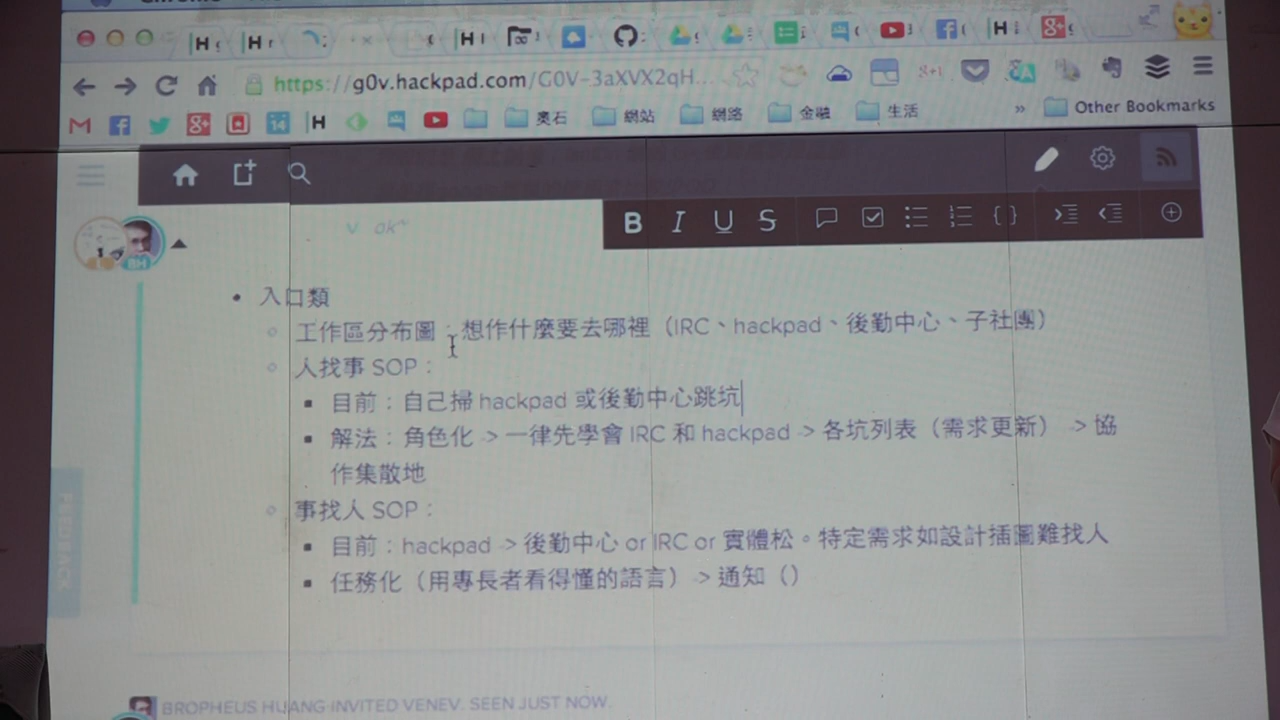 https://g0v.hackpad.com/G0V-3aXVX2qH...
奧石 網站 網路 金融 生活 » Other Bookmarks
B I U S
v ok~
BH
• 入口類
工作區分布圖：想作什麼要去哪裡（IRC、hackpad、後勤中心、子社團）
人找事 SOP：
目前：自己掃 hackpad 或後勤中心跳坑
解法：角色化 -> 一律先學會 IRC 和 hackpad -> 各坑列表（需求更新） -> 協
作集散地
事找人 SOP：
目前：hackpad -> 後勤中心 or IRC or 實體松。特定需求如設計插圖難找人
任務化（用專長者看得懂的語言）-> 通知（）
FEEDBACK
BROPHEUS HUANG INVITED VENEV. SEEN JUST NOW.